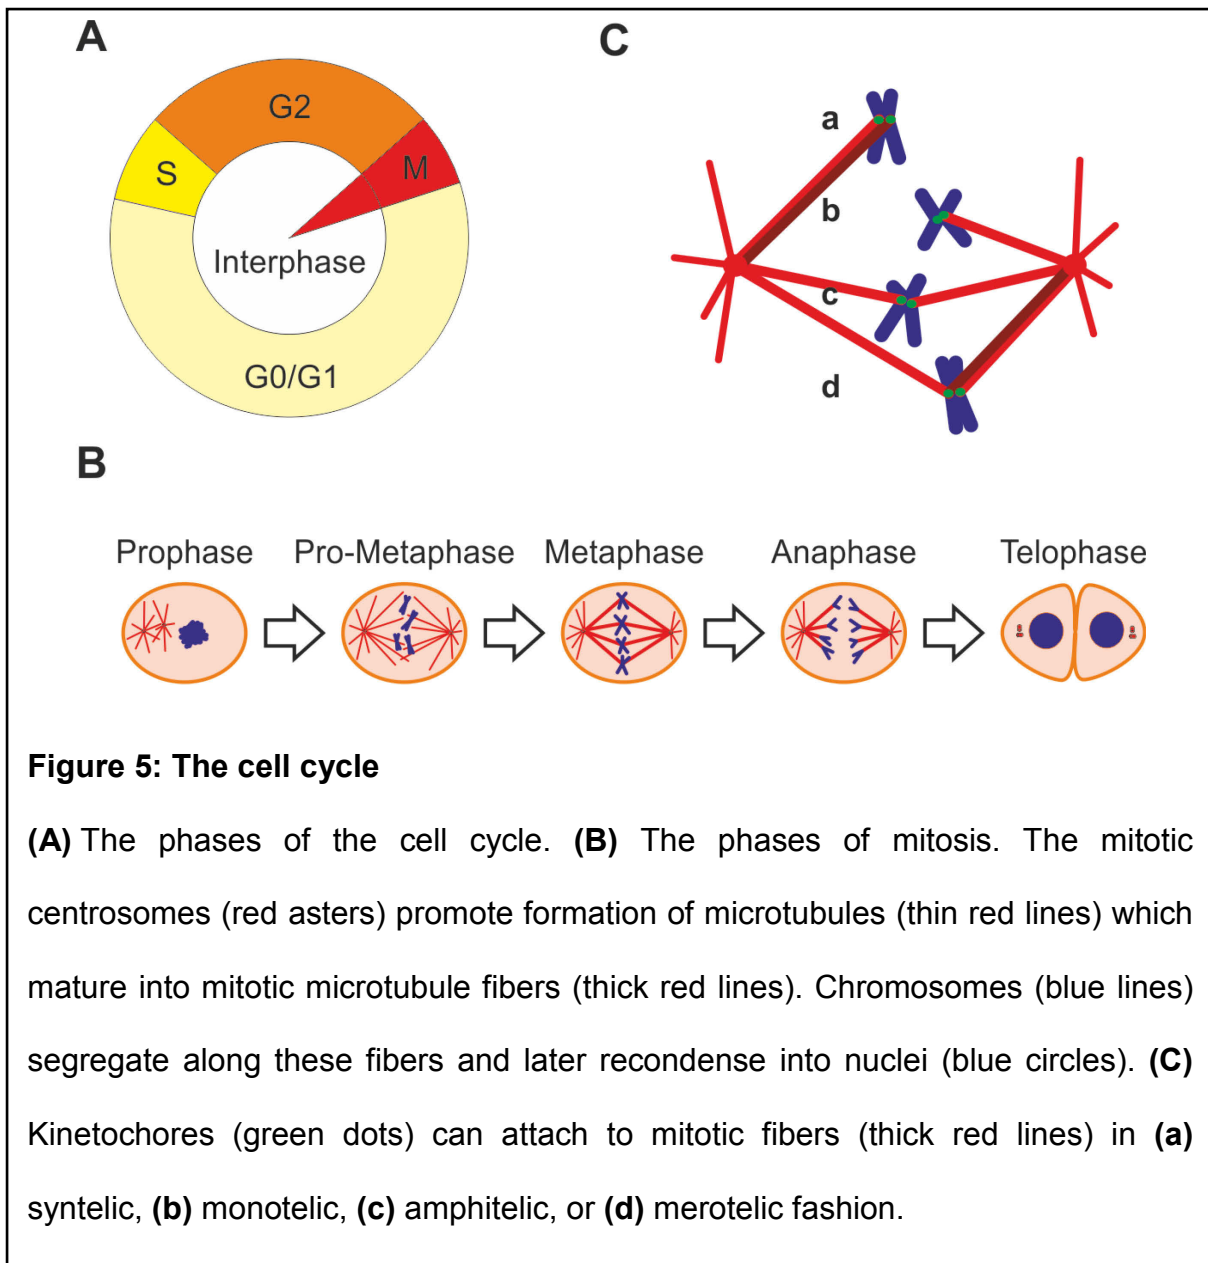 A
G2
S
M
Interphase
G0/G1
C
a
b
c
d
B
Prophase
Pro-Metaphase
Metaphase
Anaphase
Telophase
Figure 5: The cell cycle
(A) The phases of the cell cycle. (B) The phases of mitosis. The mitotic
centrosomes (red asters) promote formation of microtubules (thin red lines) which
mature into mitotic microtubule fibers (thick red lines). Chromosomes (blue lines)
segregate along these fibers and later recondense into nuclei (blue circles). (C)
Kinetochores (green dots) can attach to mitotic fibers (thick red lines) in (a)
syntelic, (b) monotelic, (c) amphitelic, or (d) merotelic fashion.